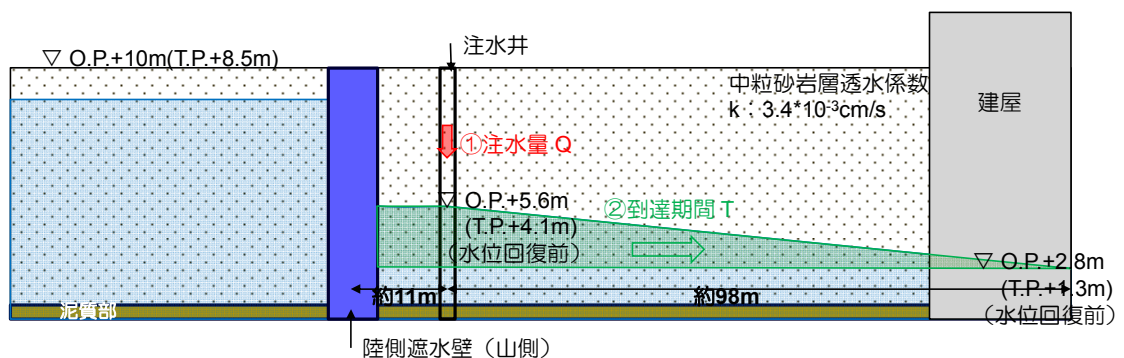 ▽ O.P.+10m(T.P.+8.5m)
注水井
中粒砂岩層透水係数
k：3.4*10⁻³cm/s
建屋
①注水量 Q
▽ O.P.+5.6m
(T.P.+4.1m)
（水位回復前）
②到達期間 T
▽ O.P.+2.8m
(T.P.+1.3m)
（水位回復前）
約11m
約98m
泥質部
陸側遮水壁（山側）